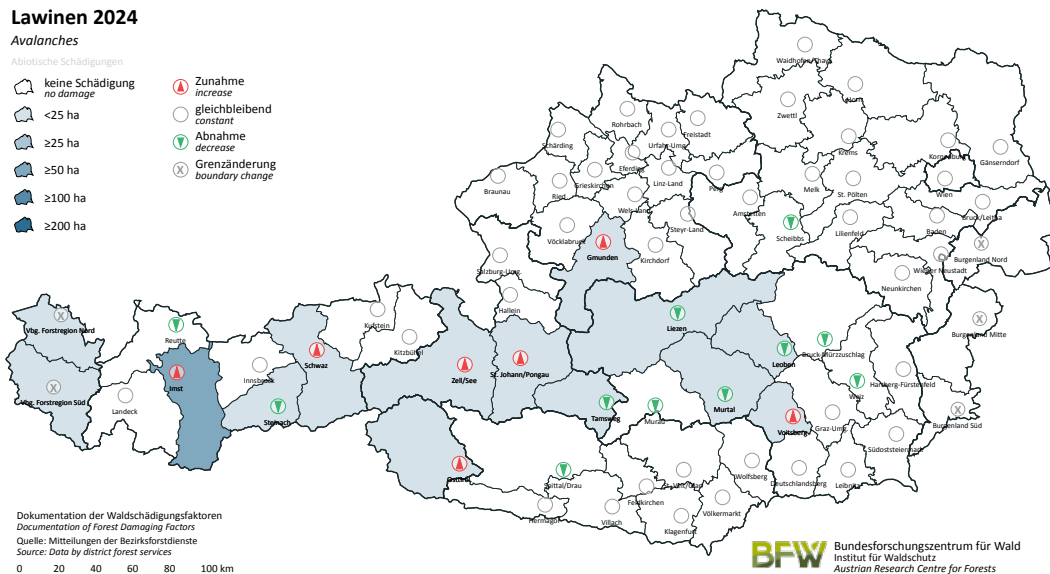 Lawinen 2024
Avalanches
Abiotische Schädigungen
keine Schädigung
no damage
<25 ha
≥25 ha
≥50 ha
≥100 ha
≥200 ha
Zunahme
increase
gleichbleibend
constant
Abnahme
decrease
Grenzänderung
boundary change
Waidhofen/Thaya
Horn
Zwettl
Rohrbach
Freistadt
Schärding
Urfahr-Umg.
Krems
Korneuburg
Gänserndorf
Eferding
Braunau
Ried
Grieskirchen
Linz-Land
Perg
Melk
St. Pölten
Wien
Wels-Land
Amstetten
Bruck/Leitha
Steyr-Land
Vöcklabruck
Scheibbs
Lilienfeld
Baden
Gmunden
Kirchdorf
Burgenland Nord
Salzburg-Umg.
Wiener Neustadt
Neunkirchen
Hallein
Vbg. Forstregion Nord
Reutte
Kufstein
Kitzbühel
Liezen
Burgenland Mitte
Bruck-Mürzzuschlag
Schwaz
Innsbruck
Zell/See
St. Johann/Pongau
Leoben
Imst
Hartberg-Fürstenfeld
Weiz
Vbg. Forstregion Süd
Landeck
Steinach
Tamsweg
Murau
Murtal
Voitsberg
Graz-Umg.
Burgenland Süd
Südoststeiermark
Osttirol
Spittal/Drau
St. Veit/Glan
Wolfsberg
Deutschlandsberg
Leibnitz
Feldkirchen
Hermagor
Villach
Klagenfurt
Völkermarkt
Dokumentation der Waldschädigungsfaktoren
Documentation of Forest Damaging Factors
Quelle: Mitteilungen der Bezirksforstdienste
Source: Data by district forest services
0 20 40 60 80 100 km
BFW
Bundesforschungszentrum für Wald
Institut für Waldschutz
Austrian Research Centre for Forests